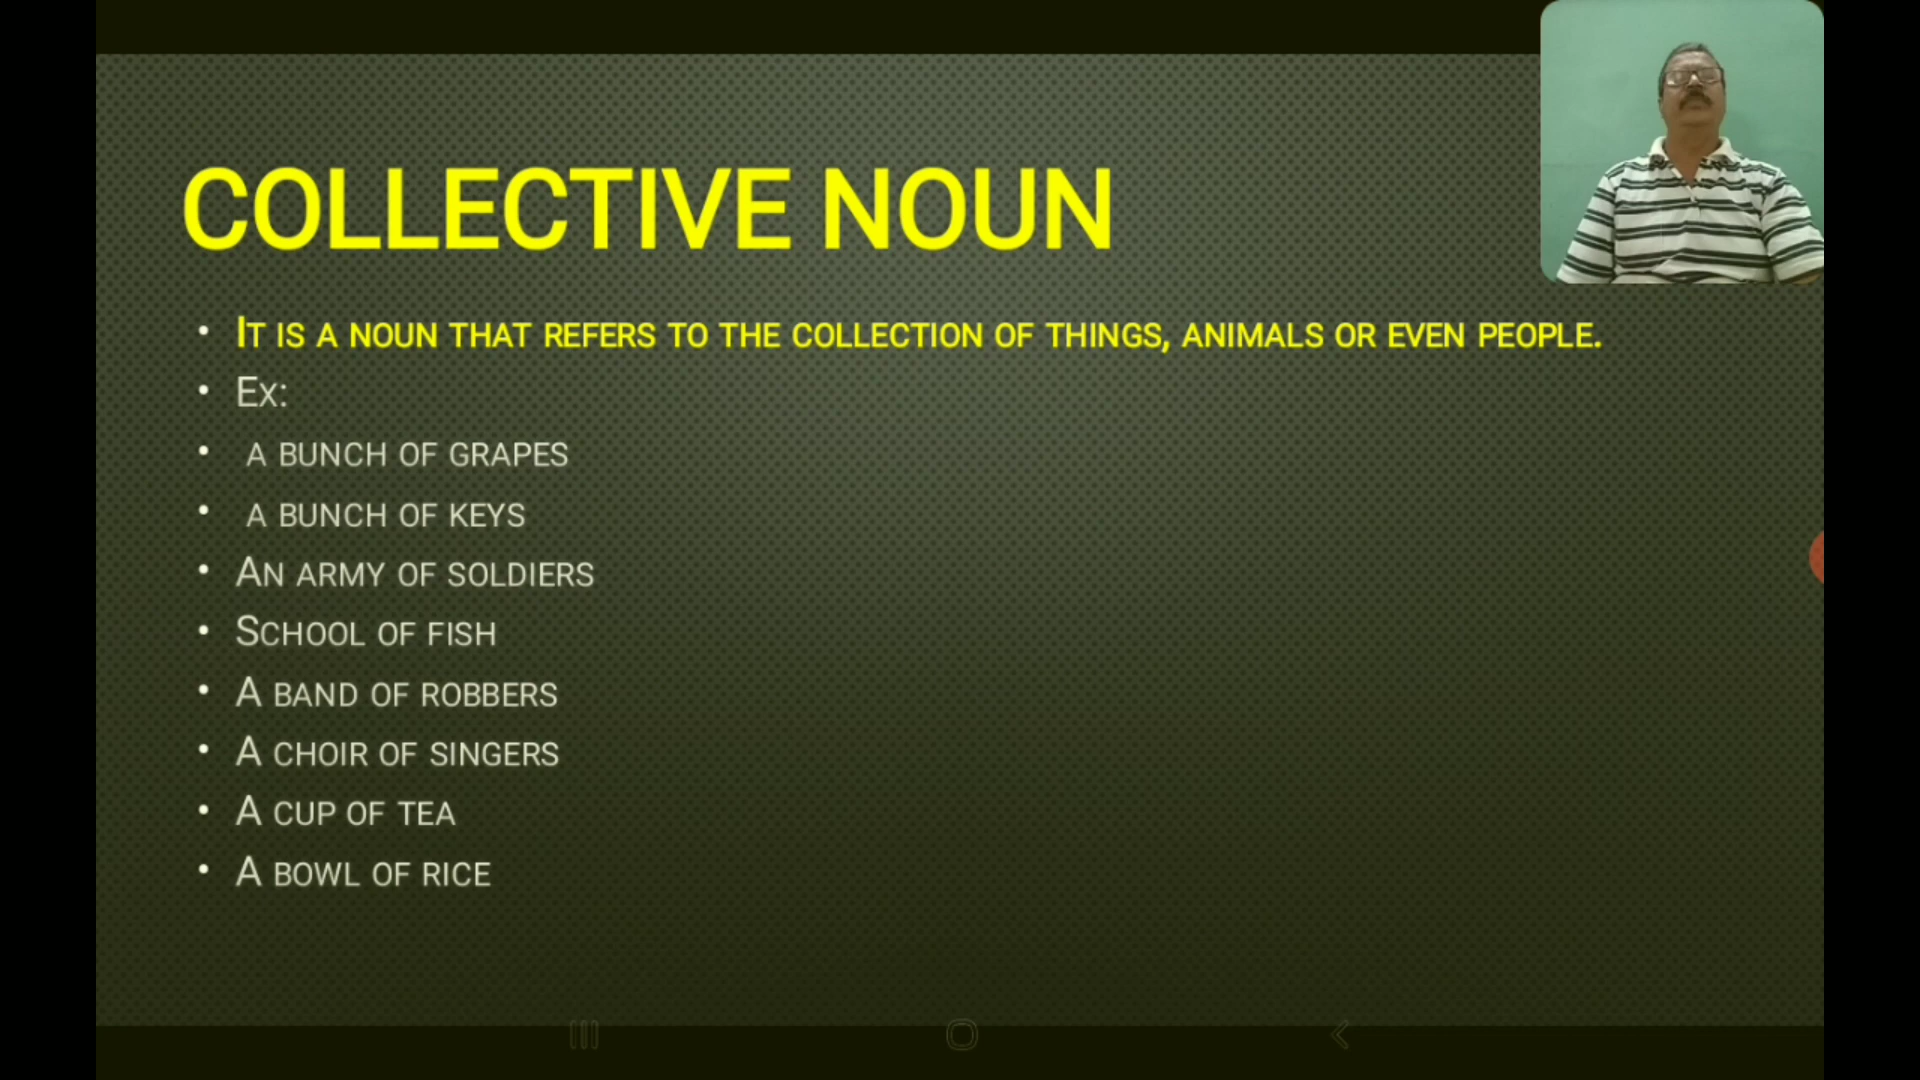 COLLECTIVE NOUN
• It is a noun that refers to the collection of things, animals or even people.
• Ex:
• a bunch of grapes
• a bunch of keys
• An army of soldiers
• School of fish
• A band of robbers
• A choir of singers
• A cup of tea
• A bowl of rice